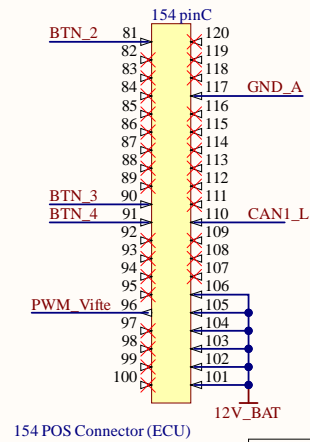 154 pinC
BTN_2 81 120
82 119
83 118
84 117 GND_A
85 116
86 115
87 114
88 113
89 112
BTN_3 90 111
BTN_4 91 110 CAN1_L
92 109
93 108
94 107
95 106
PWM_Vifte 96 105
97 104
98 103
99 102
100 101
12V_BAT
154 POS Connector (ECU)